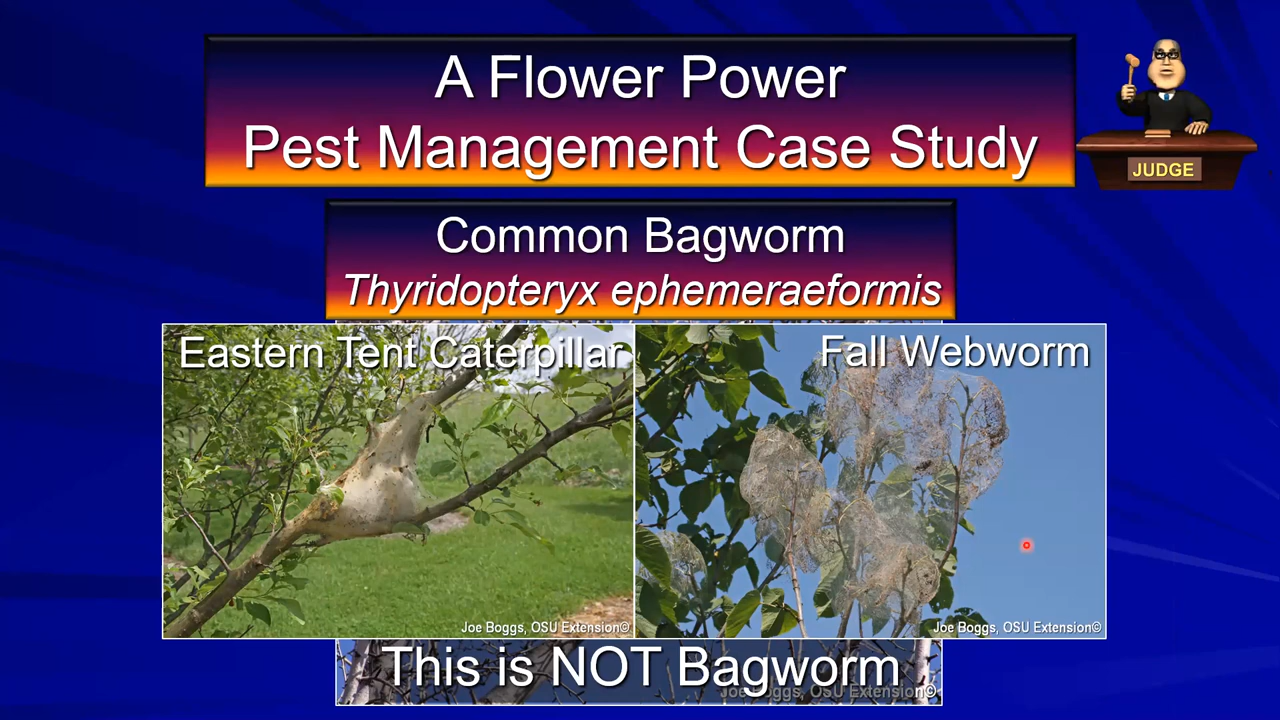 A Flower Power
Pest Management Case Study
JUDGE
Common Bagworm
Thyridopteryx ephemeraeformis
Eastern Tent Caterpillar
Fall Webworm
Joe Boggs, OSU Extension©
Joe Boggs, OSU Extension©
This is NOT Bagworm
Joe Boggs, OSU Extension©